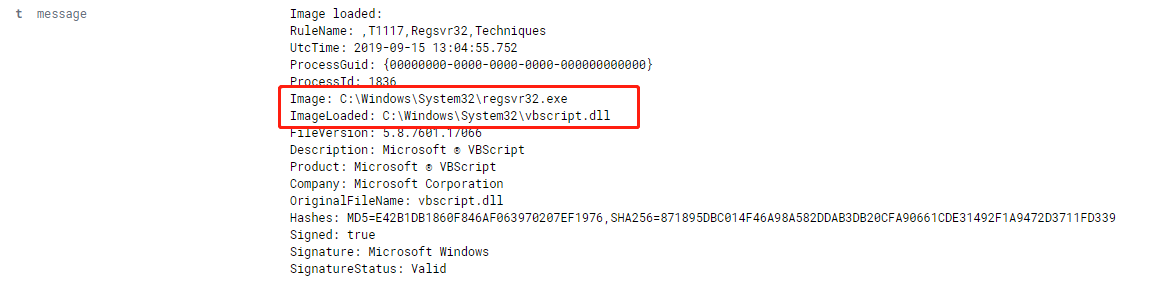 t message
Image loaded:
RuleName: ,T1117,Regsvr32,Techniques
UtcTime: 2019-09-15 13:04:55.752
ProcessGuid: {00000000-0000-0000-0000-000000000000}
ProcessId: 1836
Image: C:\Windows\System32\regsvr32.exe
ImageLoaded: C:\Windows\System32\vbscript.dll
FileVersion: 5.8.7601.17066
Description: Microsoft ® VBScript
Product: Microsoft ® VBScript
Company: Microsoft Corporation
OriginalFileName: vbscript.dll
Hashes: MD5=E42B1DB1860F846AF063970207EF1976,SHA256=871895DBC014F46A98A582DDAB3DB20CFA90661CDE31492F1A9472D3711FD339
Signed: true
Signature: Microsoft Windows
SignatureStatus: Valid